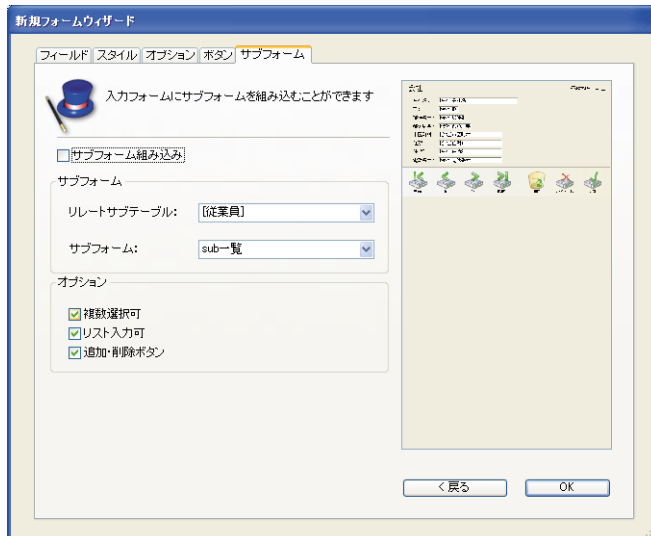 新規フォームウィザード
フィールド スタイル オプション ボタン サブフォーム
入力フォームにサブフォームを組み込むことができます
サブフォーム組み込み
サブフォーム
リレートサブテーブル: [従業員]
サブフォーム: sub一覧
オプション
複数選択可
リスト入力可
追加・削除ボタン
< 戻る OK